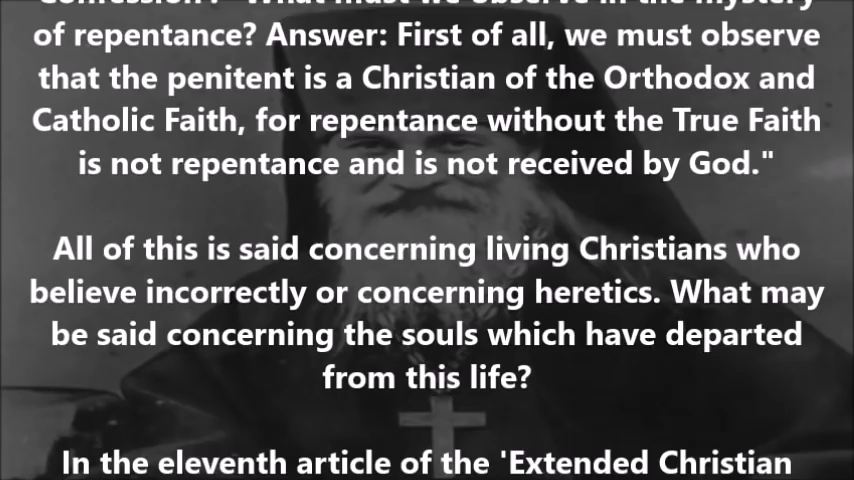 Confession': "What must we observe in the mystery
of repentance? Answer: First of all, we must observe
that the penitent is a Christian of the Orthodox and
Catholic Faith, for repentance without the True Faith
is not repentance and is not received by God."
All of this is said concerning living Christians who
believe incorrectly or concerning heretics. What may
be said concerning the souls which have departed
from this life?
In the eleventh article of the 'Extended Christian